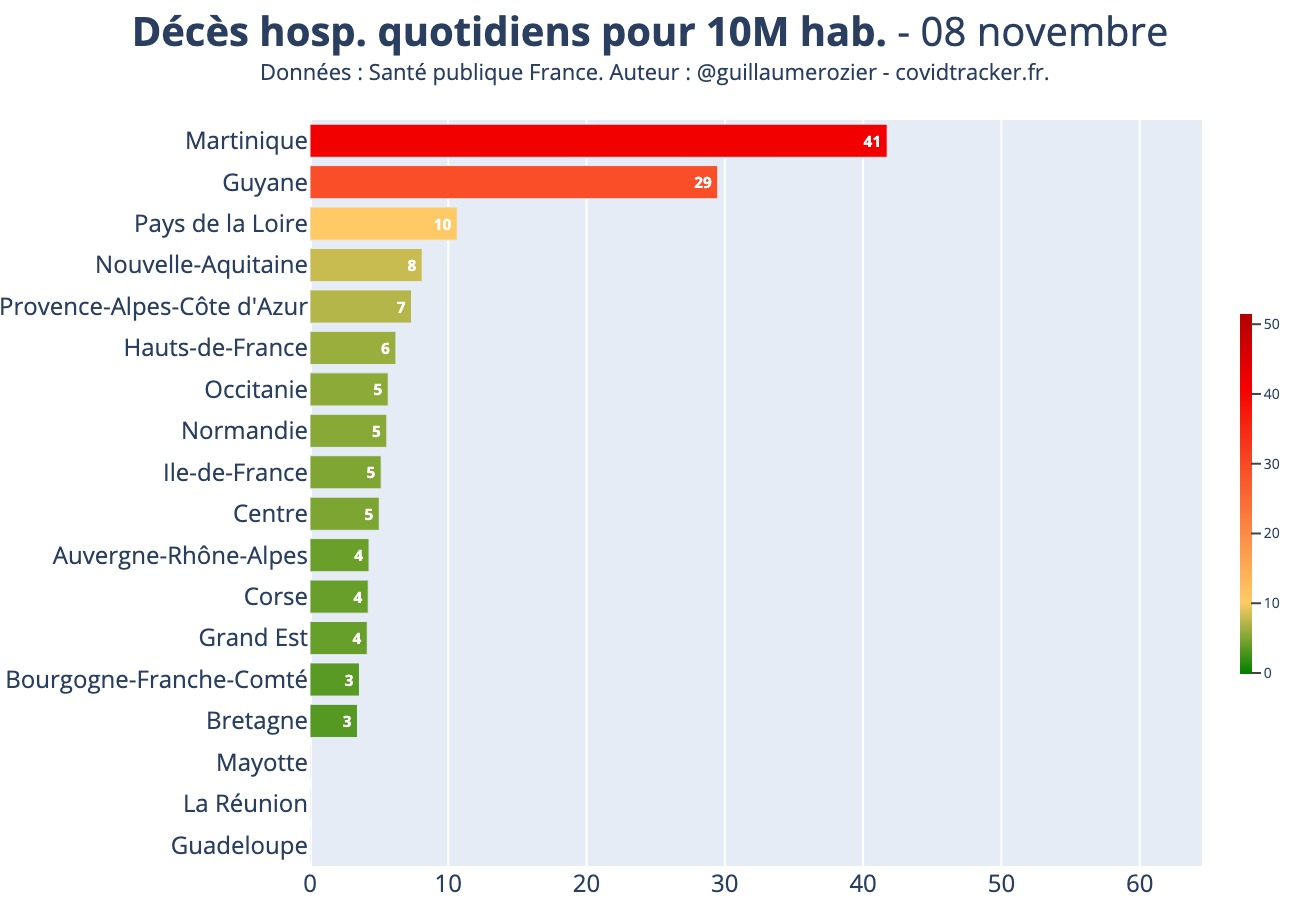 Décès hosp. quotidiens pour 10M hab. - 08 novembre
Données : Santé publique France. Auteur : @guillaumerozier - covidtracker.fr.
Martinique 41
Guyane 29
Pays de la Loire 10
Nouvelle-Aquitaine 8
Provence-Alpes-Côte d'Azur 7
Hauts-de-France 6
Occitanie 5
Normandie 5
Ile-de-France 5
Centre 5
Auvergne-Rhône-Alpes 4
Corse 4
Grand Est 4
Bourgogne-Franche-Comté 3
Bretagne 3
Mayotte
La Réunion
Guadeloupe
0 10 20 30 40 50 60
50
40
30
20
10
0